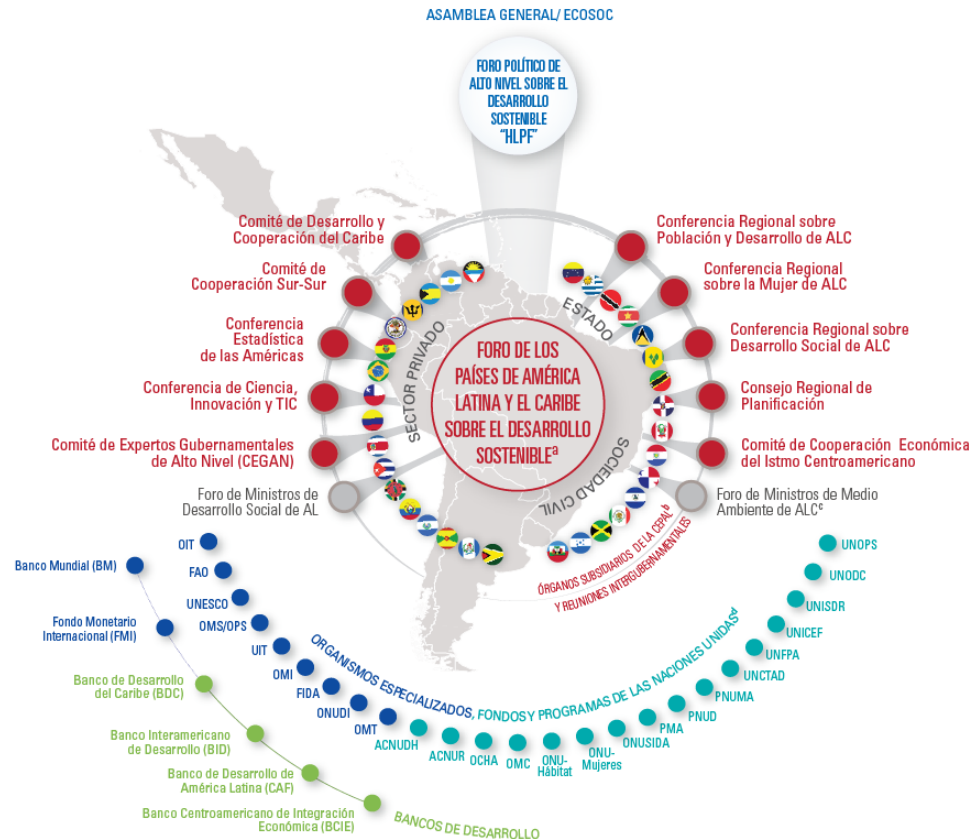 ASAMBLEA GENERAL/ ECOSOC
FORO POLÍTICO DE
ALTO NIVEL SOBRE EL
DESARROLLO
SOSTENIBLE
“HLPF”
Comité de Desarrollo y
Cooperación del Caribe
Comité de
Cooperación Sur-Sur
Conferencia
Estadística
de las Américas
Conferencia de Ciencia,
Innovación y TIC
Comité de Expertos Gubernamentales
de Alto Nivel (CEGAN)
Foro de Ministros de
Desarrollo Social de AL
Conferencia Regional sobre
Población y Desarrollo de ALC
Conferencia Regional
sobre la Mujer de ALC
Conferencia Regional sobre
Desarrollo Social de ALC
Consejo Regional de
Planificación
Comité de Cooperación Económica
del Istmo Centroamericano
Foro de Ministros de Medio
Ambiente de ALCᶜ
SECTOR PRIVADO
ESTADO
SOCIEDAD CIVIL
FORO DE LOS
PAÍSES DE AMÉRICA
LATINA Y EL CARIBE
SOBRE EL DESARROLLO
SOSTENIBLEᵃ
ÓRGANOS SUBSIDIARIOS DE LA CEPALᵇ
Y REUNIONES INTERGUBERNAMENTALES
Banco Mundial (BM)
Fondo Monetario
Internacional (FMI)
Banco de Desarrollo
del Caribe (BDC)
Banco Interamericano
de Desarrollo (BID)
Banco de Desarrollo de
América Latina (CAF)
Banco Centroamericano de Integración
Económica (BCIE)
BANCOS DE DESARROLLO
OIT
FAO
UNESCO
OMS/OPS
UIT
OMI
FIDA
ONUDI
OMT
ACNUDH
ACNUR
OCHA
OMC
ONU-
Hábitat
ONU-
Mujeres
ONUSIDA
PMA
PNUD
PNUMA
UNCTAD
UNFPA
UNICEF
UNISDR
UNODC
UNOPS
ORGANISMOS ESPECIALIZADOS, FONDOS Y PROGRAMAS DE LAS NACIONES UNIDASᵈ